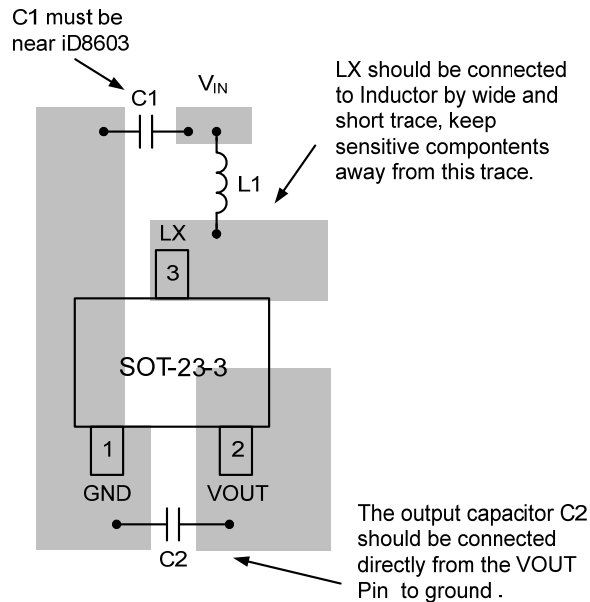 C1 must be
near iD8603
C1
VIN
LX should be connected
to Inductor by wide and
short trace, keep
sensitive compontents
away from this trace.
L1
LX
3
SOT-23-3
1
2
GND
VOUT
C2
The output capacitor C2
should be connected
directly from the VOUT
Pin to ground .